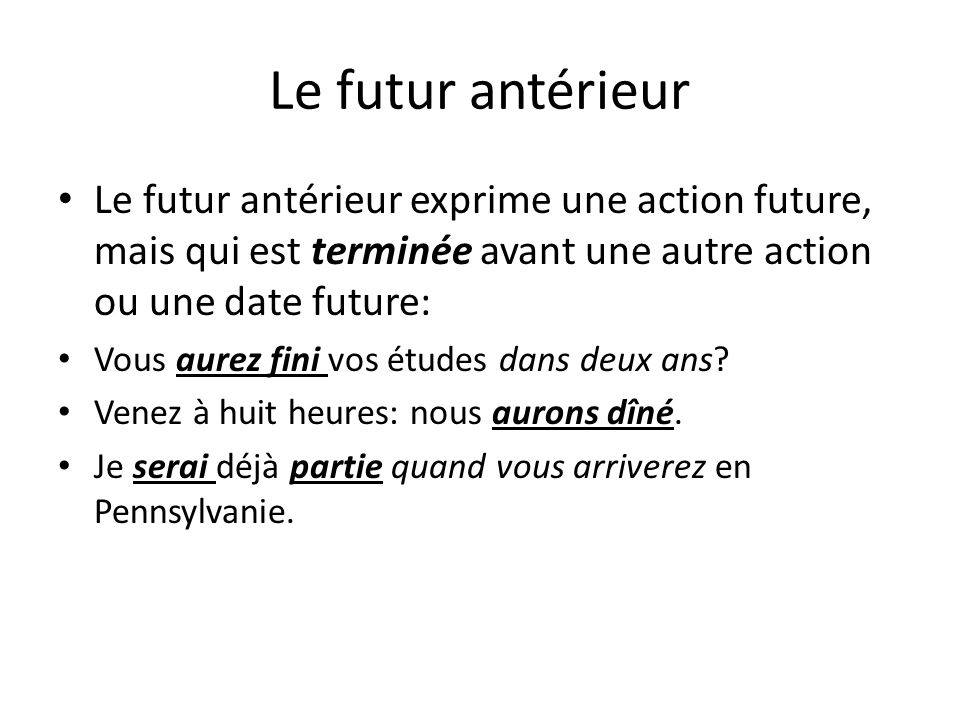 Le futur antérieur
• Le futur antérieur exprime une action future,
mais qui est terminée avant une autre action
ou une date future:
• Vous aurez fini vos études dans deux ans?
• Venez à huit heures: nous aurons dîné.
• Je serai déjà partie quand vous arriverez en
Pennsylvanie.